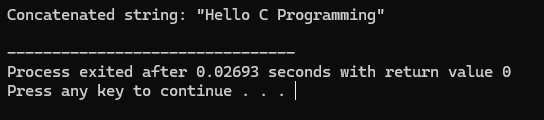 Concatenated string: "Hello C Programming"
--------------------------------
Process exited after 0.02693 seconds with return value 0
Press any key to continue . . .